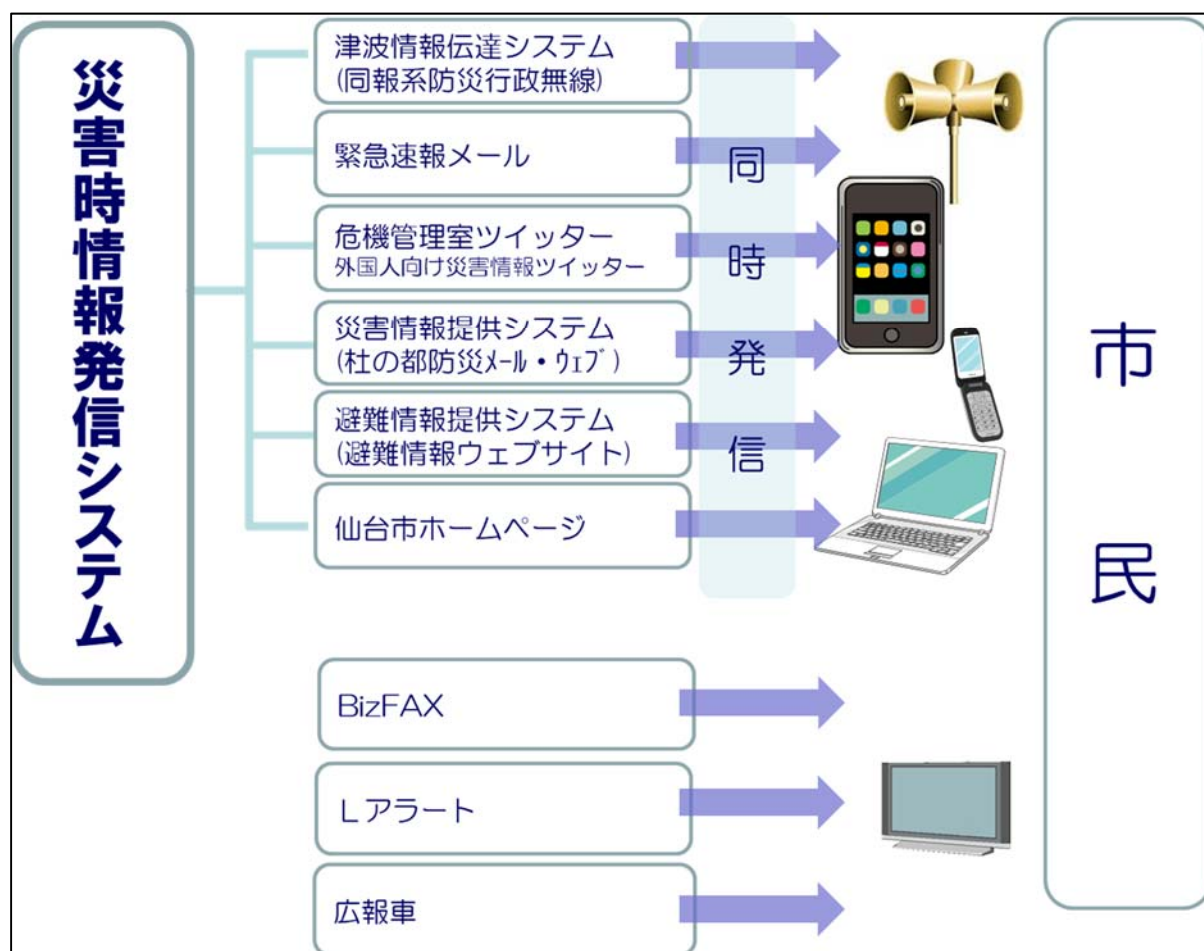 災害時情報発信システム
津波情報伝達システム
(同報系防災行政無線)
緊急速報メール
危機管理室ツイッター
外国人向け災害情報ツイッター
災害情報提供システム
(杜の都防災ﾒｰﾙ・ｳｪﾌﾞ)
避難情報提供システム
(避難情報ウェブサイト)
仙台市ホームページ
同時発信
BizFAX
Lアラート
広報車
市民